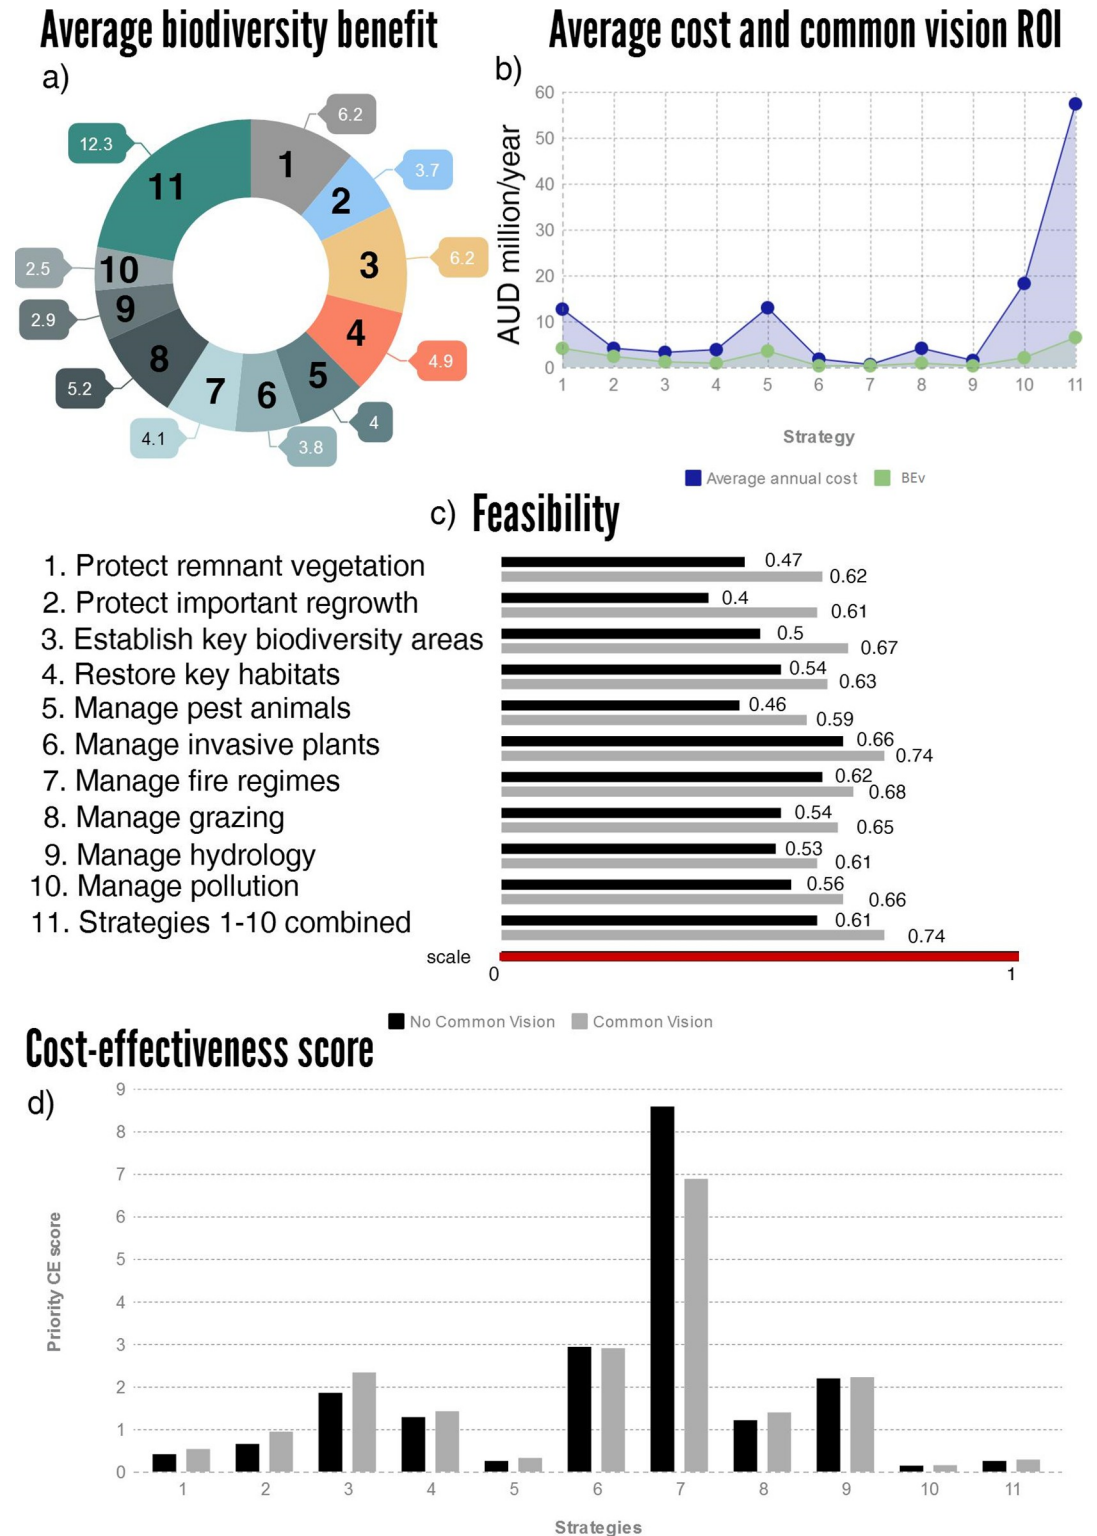 Average biodiversity benefit
Average cost and common vision ROI
a)
6.2
3.7
6.2
4.9
4
3.8
4.1
5.2
2.9
2.5
12.3
1
2
3
4
5
6
7
8
9
10
11
b)
AUD million/year
60
50
40
30
20
10
0
1 2 3 4 5 6 7 8 9 10 11
Strategy
Average annual cost BEv
c) Feasibility
1. Protect remnant vegetation 0.47 0.62
2. Protect important regrowth 0.4 0.61
3. Establish key biodiversity areas 0.5 0.67
4. Restore key habitats 0.54 0.63
5. Manage pest animals 0.46 0.59
6. Manage invasive plants 0.66 0.74
7. Manage fire regimes 0.62 0.68
8. Manage grazing 0.54 0.65
9. Manage hydrology 0.53 0.61
10. Manage pollution 0.56 0.66
11. Strategies 1-10 combined 0.61 0.74
scale
0 1
No Common Vision Common Vision
Cost-effectiveness score
d)
Priority CE score
9
8
7
6
5
4
3
2
1
0
1 2 3 4 5 6 7 8 9 10 11
Strategies